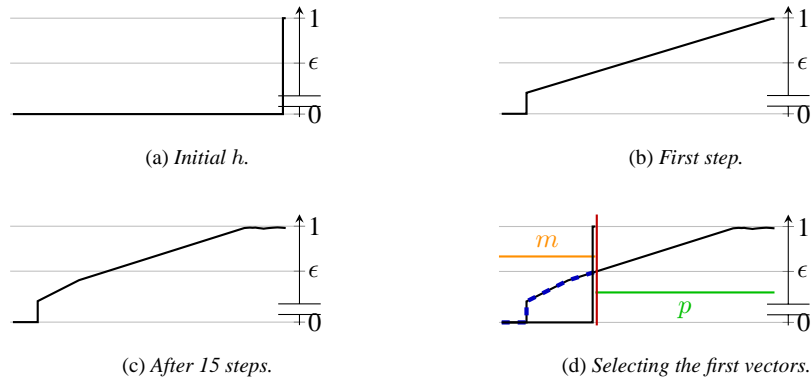 1
ϵ
0
1
ϵ
0
(a) Initial h.
(b) First step.
1
ϵ
0
m
p
1
ϵ
0
(c) After 15 steps.
(d) Selecting the first vectors.